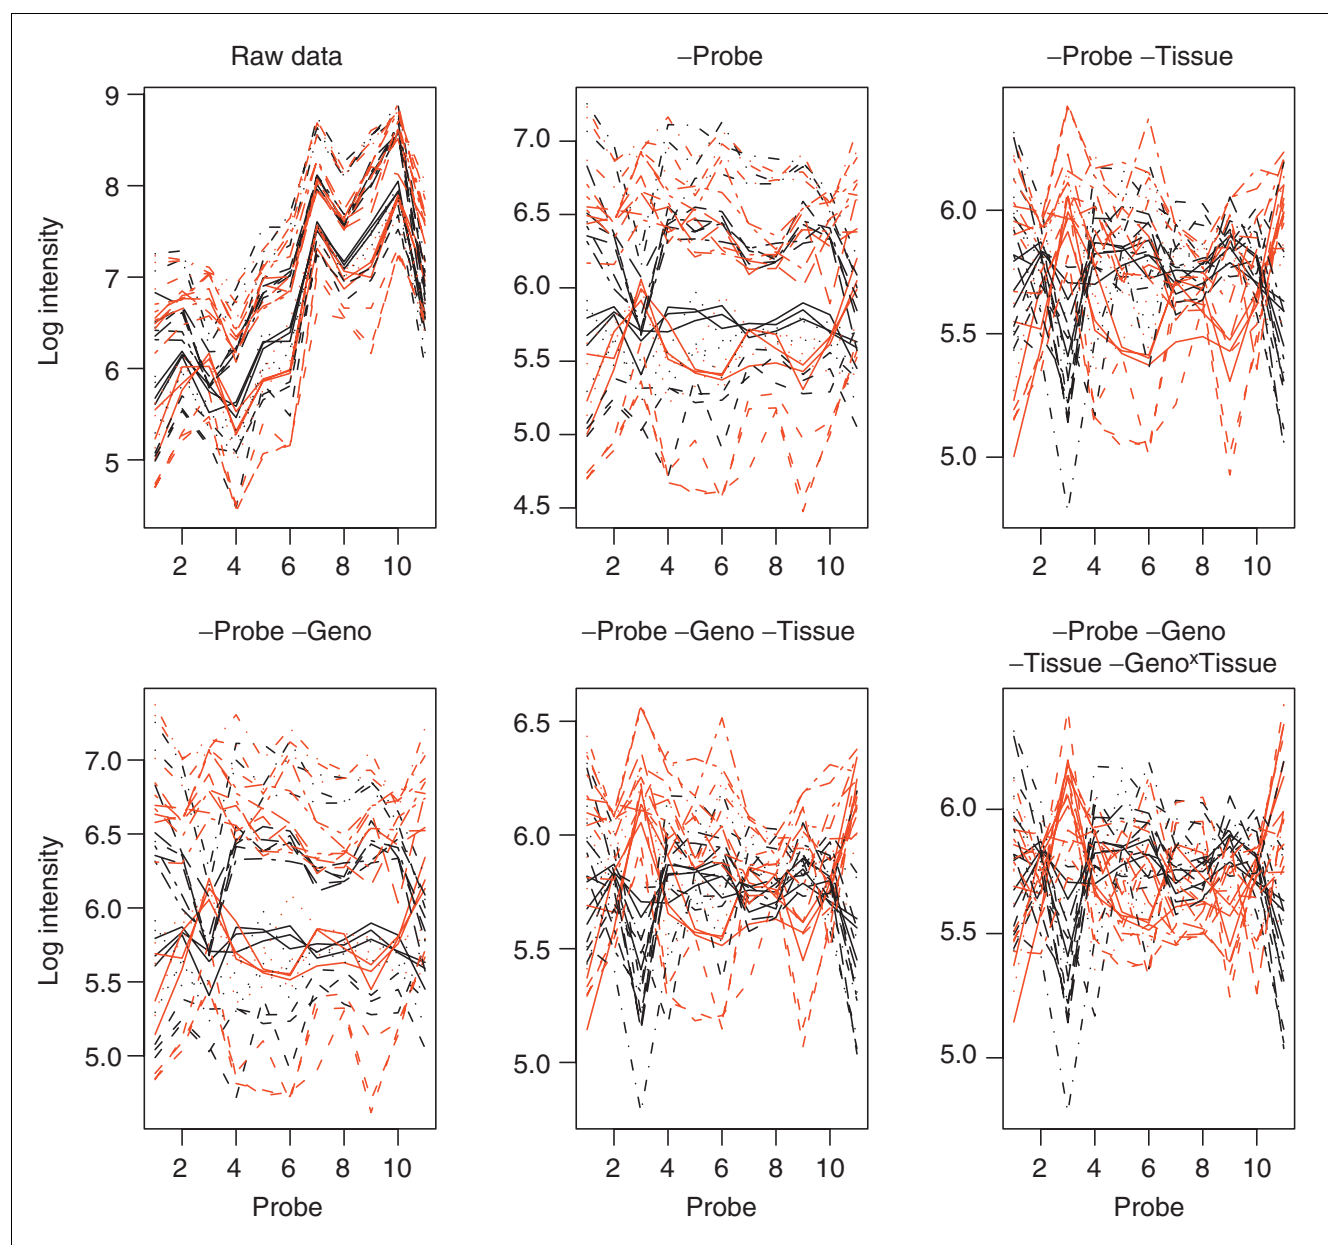 Raw data
–Probe
–Probe –Tissue
Log intensity
9
8
7
6
5
2 4 6 8 10
7.0
6.5
6.0
5.5
5.0
4.5
2 4 6 8 10
6.0
5.5
5.0
2 4 6 8 10
–Probe –Geno
–Probe –Geno –Tissue
–Probe –Geno
–Tissue –Genoˣ Tissue
Log intensity
7.0
6.5
6.0
5.5
5.0
2 4 6 8 10
Probe
6.5
6.0
5.5
5.0
2 4 6 8 10
Probe
6.0
5.5
5.0
2 4 6 8 10
Probe